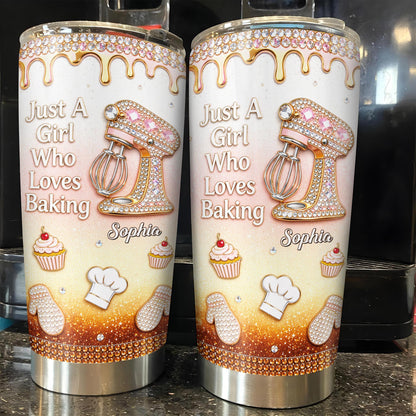 Just A
Girl
Who
Loves
Baking
Sophia
Just A
Girl
Who
Loves
Baking
Sophia